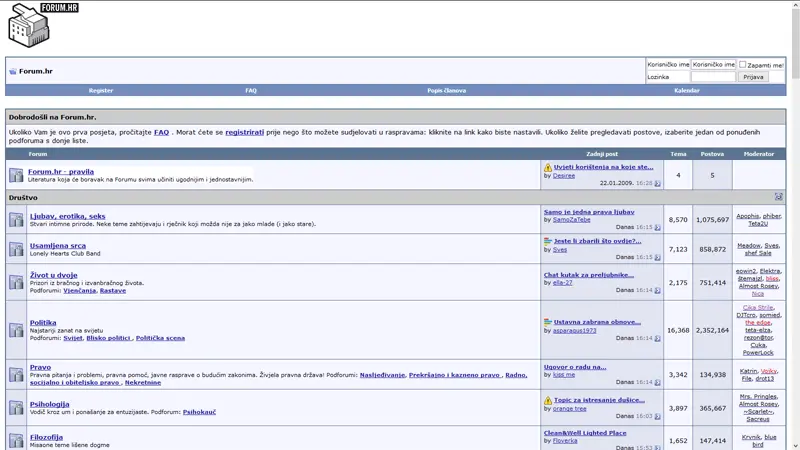 FORUM.HR
Forum.hr
Korisničko ime Korisničko ime Zapamti me!
Lozinka Prijava
Register FAQ Popis članova Kalendar
Dobrodošli na Forum.hr.
Ukoliko Vam je ovo prva posjeta, pročitajte FAQ . Morat ćete se registrirati prije nego što možete sudjelovati u raspravama: kliknite na link kako biste nastavili. Ukoliko želite pregledavati postove, izaberite jedan od ponuđenih
podforuma s donje liste.
Forum Zadnji post Tema Postova Moderator
Forum.hr - pravila
Literatura koja će boravak na Forumu svima učiniti ugodnijim i jednostavnijim.
Uvjeti korištenja na koje ste...
by Desiree
22.01.2009. 16:26
4 5
Društvo
Ljubav, erotika, seks
Stvari intimne prirode. Neke teme zahtijevaju i rječnik koji možda nije za jako mlade (i jako stare).
Samo je jedna prava ljubav
by SamoZaTebe
Danas 16:15
8,570 1,075,697
Apophis, phiber,
Teta2U
Usamljena srca
Lonely Hearts Club Band
Jeste li zbarili što ovdje?...
by Sves
Danas 16:15
7,123 858,872
Meadow, Sves,
shef Sale
Život u dvoje
Prizori iz bračnog i izvanbračnog života.
Podforumi: Vjenčanja, Rastave
Chat kutak za preljubnike...
by ella-27
Danas 16:14
2,175 751,414
eowin2, Elektra,
Bemajzl, bliss,
Almost Rosey,
Nica
Politika
Najstariji zanat na svijetu
Podforumi: Svijet, Blisko politici , Politička scena
Ustavna zabrana obnove...
by asparagus1973
Danas 16:14
16,368 2,352,164
Cika Strile,
DJTcro, somied,
the edge,
teta-elza,
rezon@tor,
Cuka,
PowerLock
Pravo
Pravna pitanja i problemi, pravna pomoć, javne rasprave o budućim zakonima. Živjela pravna država! Podforumi: Nasljeđivanje, Prekršajno i kazneno pravo , Radno,
socijalno i obiteljsko pravo , Nekretnine
Ugovor o radu na...
by kiss me
Danas 16:14
3,342 134,938
Katrin, Vojky,
File, drot13
Psihologija
Vodič kroz um i ponašanje za entuzijaste. Podforum: Psihokauč
Topic za istresanje dušice...
by orange tree
Danas 16:03
3,897 365,667
Mrs. Pringles,
Almost Rosey,
~Scarlet~,
Sacreus
Filozofija
Misaone teme lišene dogme
Clean&Well Lighted Place
by Floverka
Danas 15:53
1,652 147,414
Krvnik, blue
bird